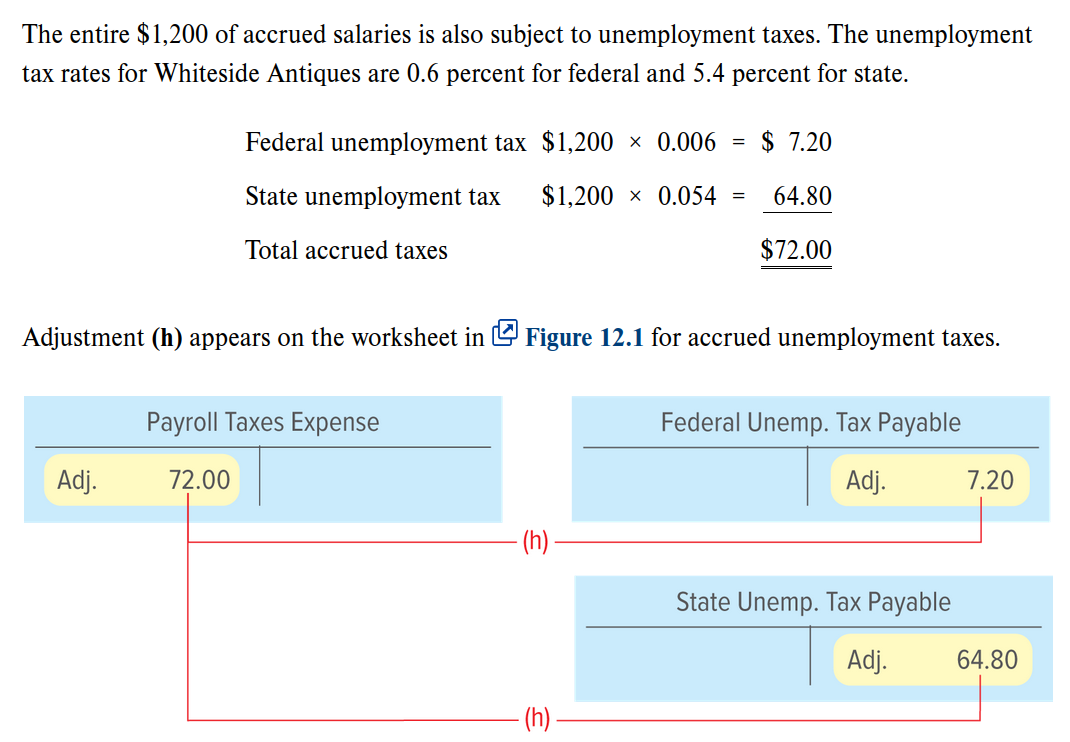 The entire $1,200 of accrued salaries is also subject to unemployment taxes. The unemployment
tax rates for Whiteside Antiques are 0.6 percent for federal and 5.4 percent for state.
Federal unemployment tax $1,200 × 0.006 = $ 7.20
State unemployment tax $1,200 × 0.054 = 64.80
Total accrued taxes $72.00
Adjustment (h) appears on the worksheet in Figure 12.1 for accrued unemployment taxes.
Payroll Taxes Expense
Adj. 72.00
Federal Unemp. Tax Payable
Adj. 7.20
(h)
State Unemp. Tax Payable
Adj. 64.80
(h)